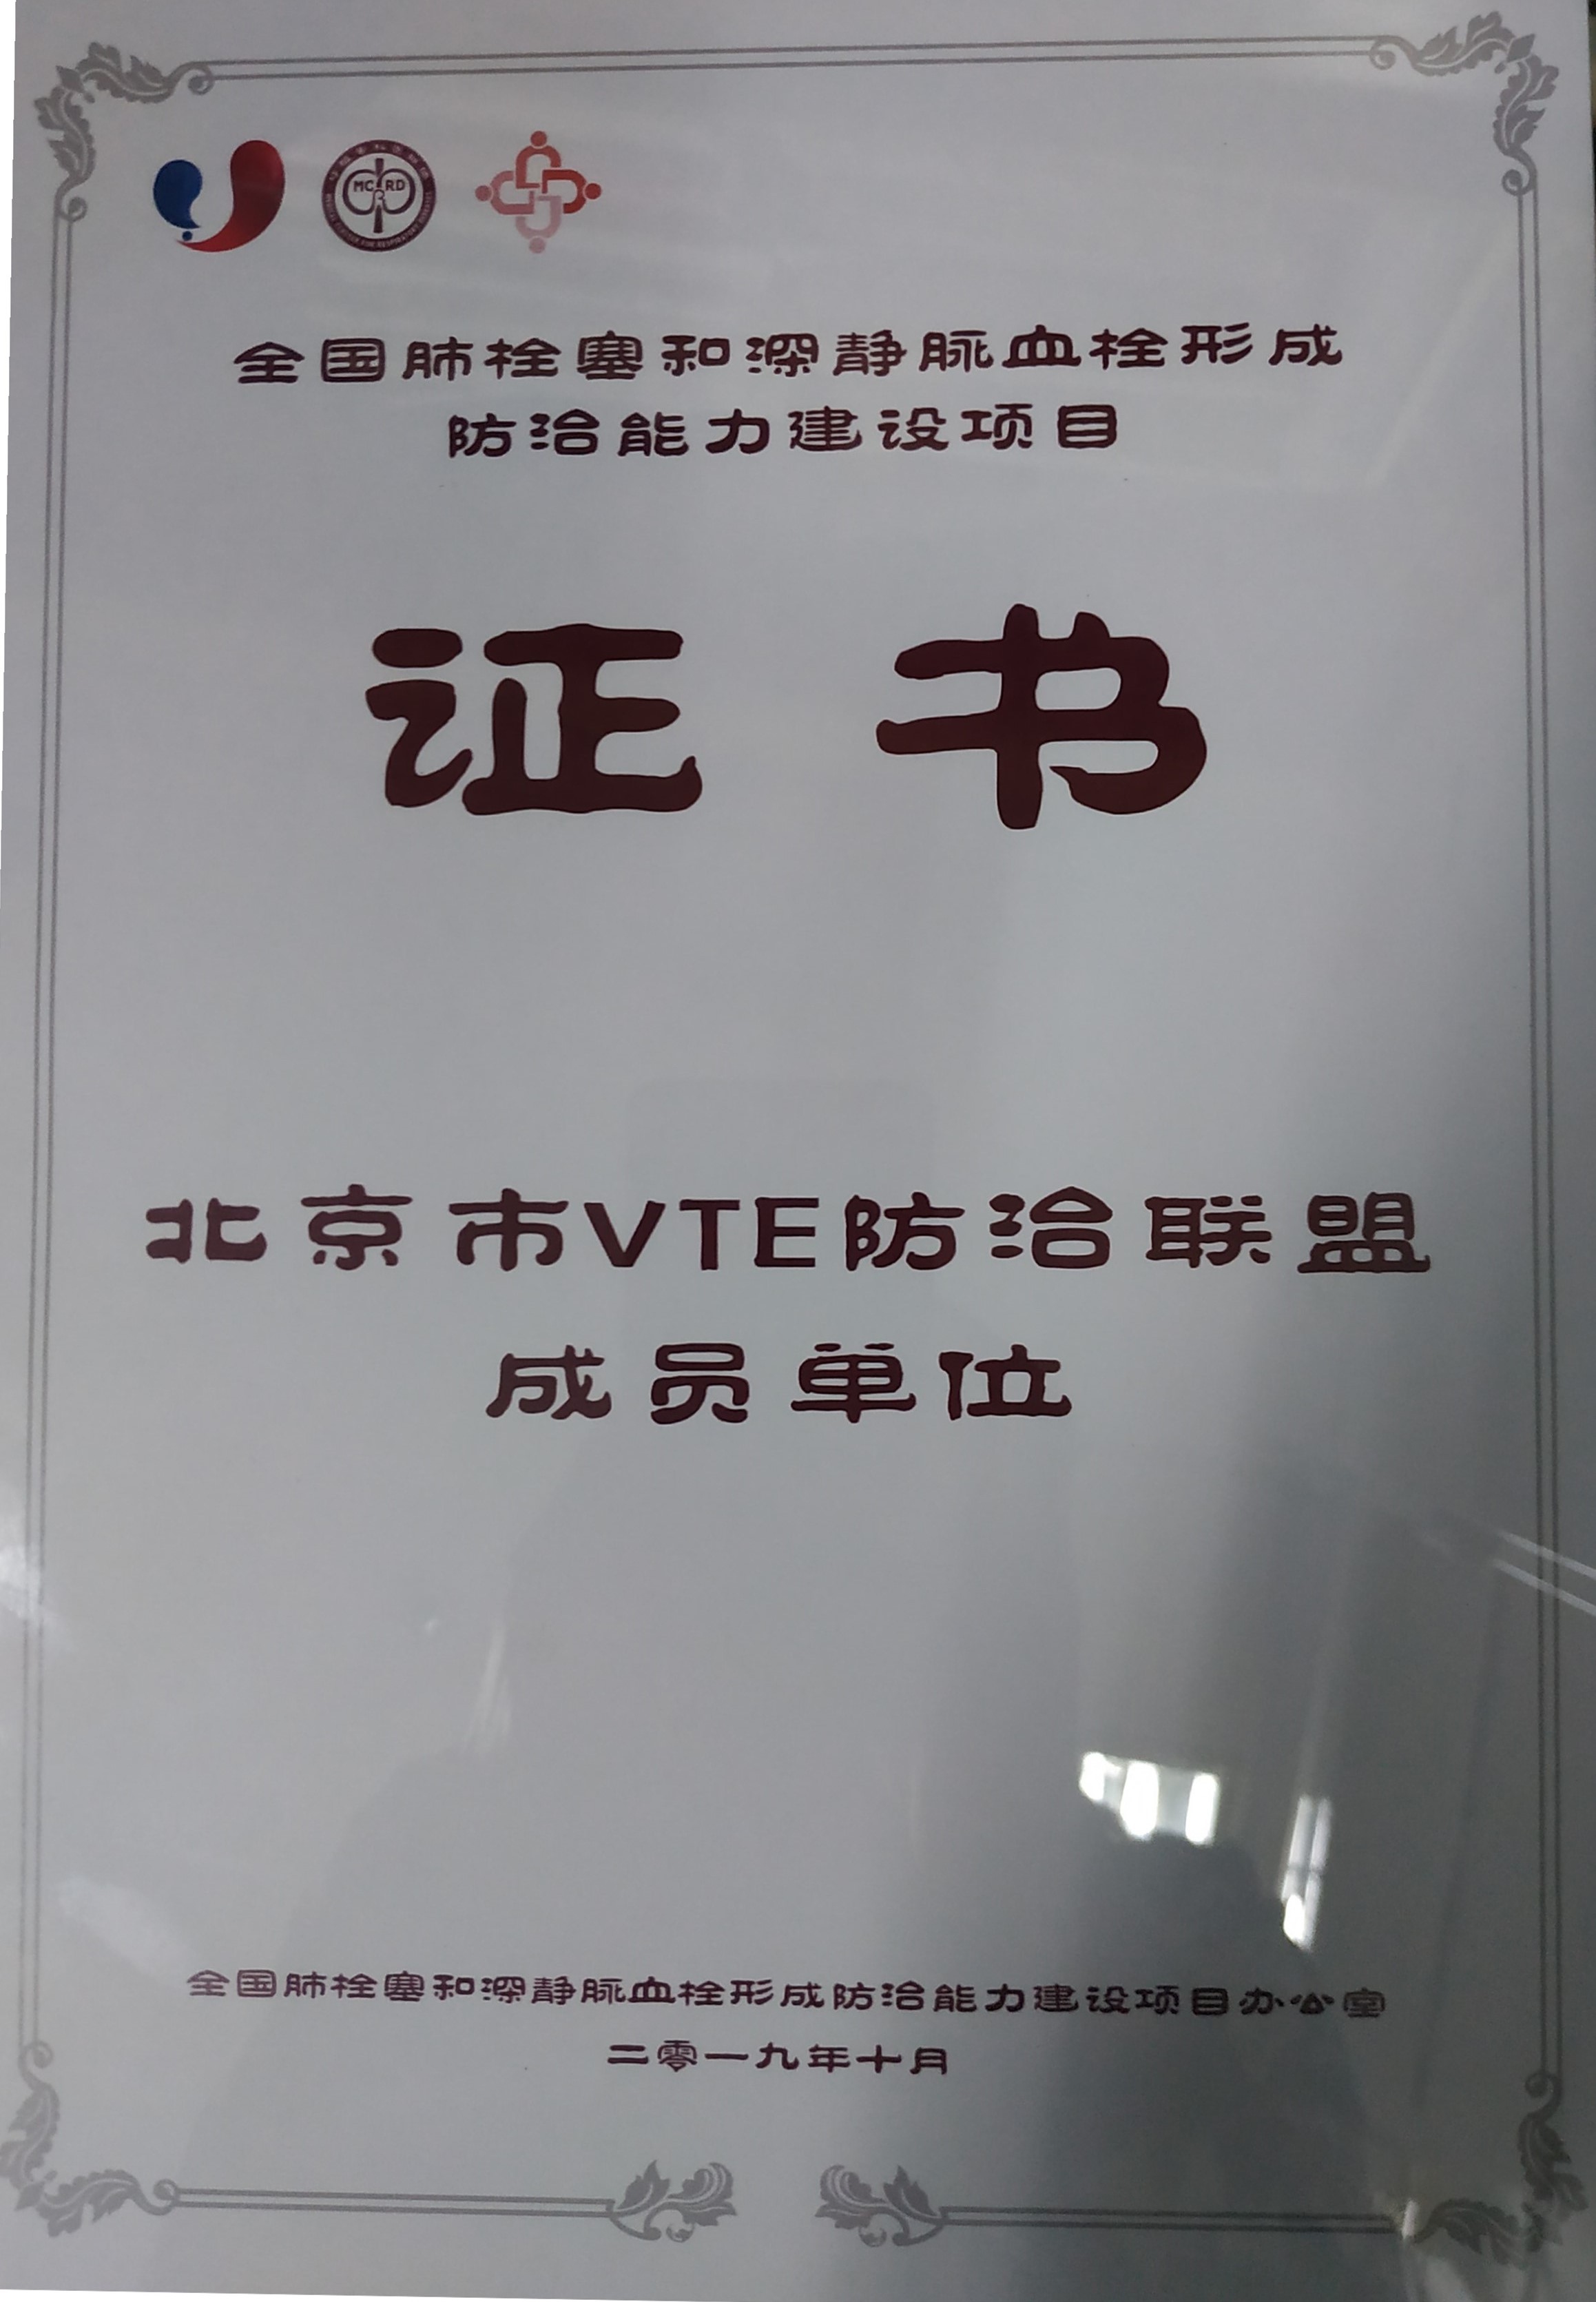 MCRD
全国肺栓塞和深静脉血栓形成
防治能力建设项目
证书
北京市VTE防治联盟
成员单位
全国肺栓塞和深静脉血栓形成防治能力建设项目办公室
二零一九年十月